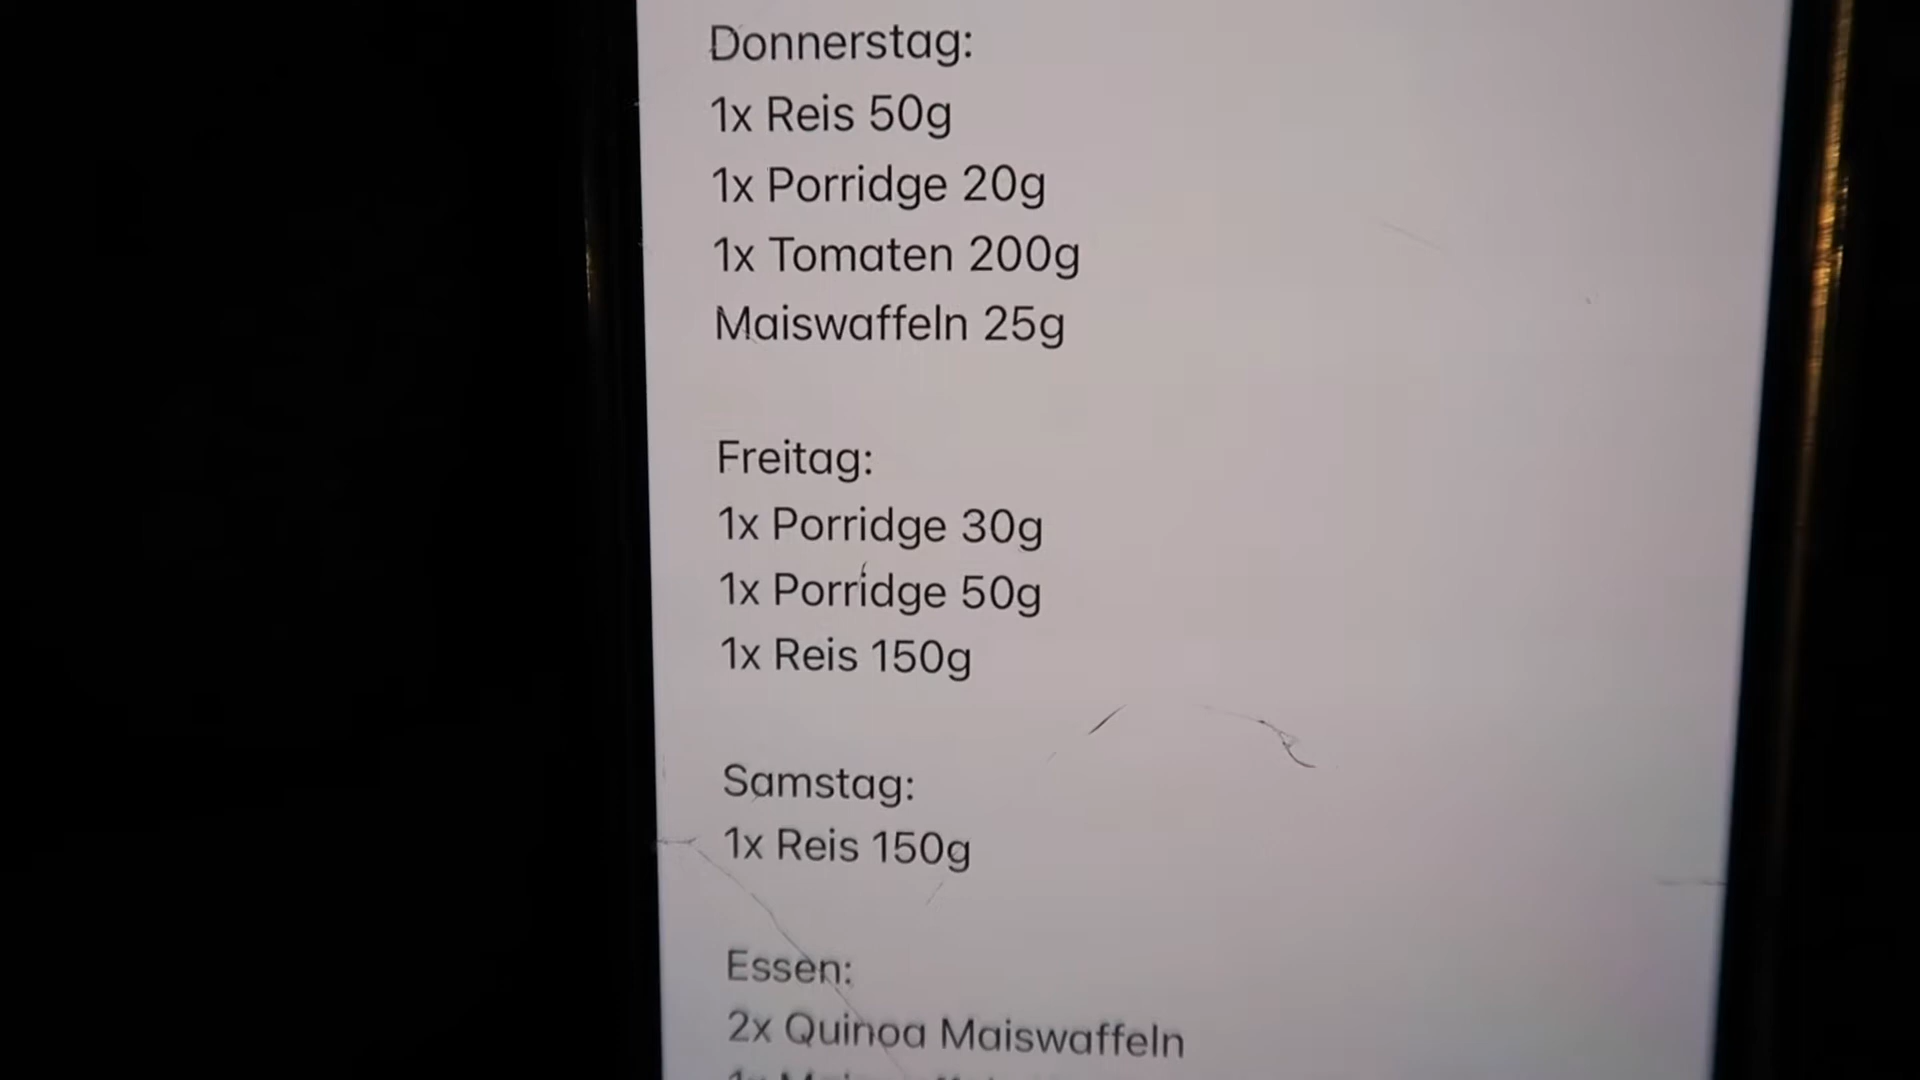 Donnerstag:
1x Reis 50g
1x Porridge 20g
1x Tomaten 200g
Maiswaffeln 25g
Freitag:
1x Porridge 30g
1x Porridge 50g
1x Reis 150g
Samstag:
1x Reis 150g
Essen:
2x Quinoa Maiswaffeln